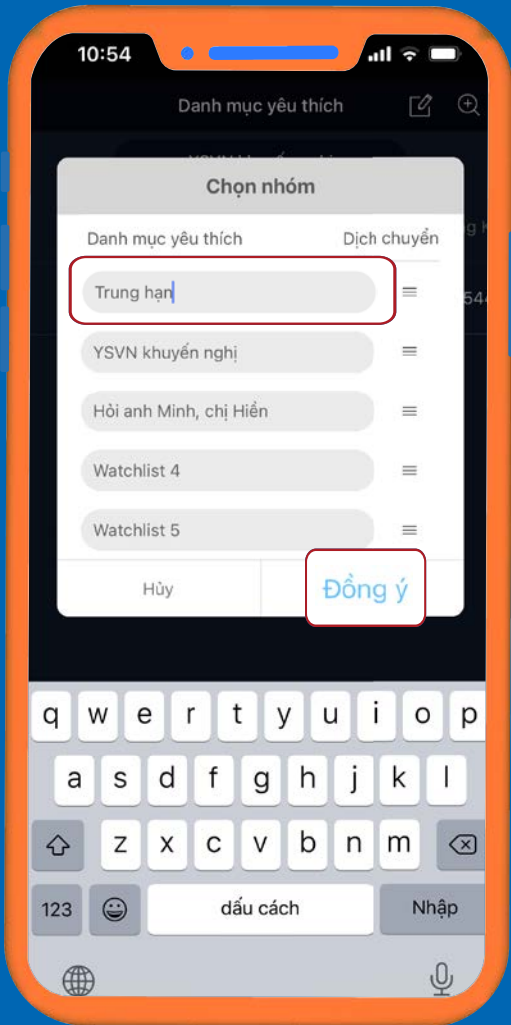 10:54
Danh mục yêu thích
Chọn nhóm
Danh mục yêu thích Dịch chuyển
Trung hạn
YSVN khuyến nghị
544
Hỏi anh Minh, chị Hiền
Watchlist 4
Watchlist 5
Hủy Đồng ý
q w e r t y u i o p
a s d f g h j k l
z x c v b n m
123 dấu cách Nhập